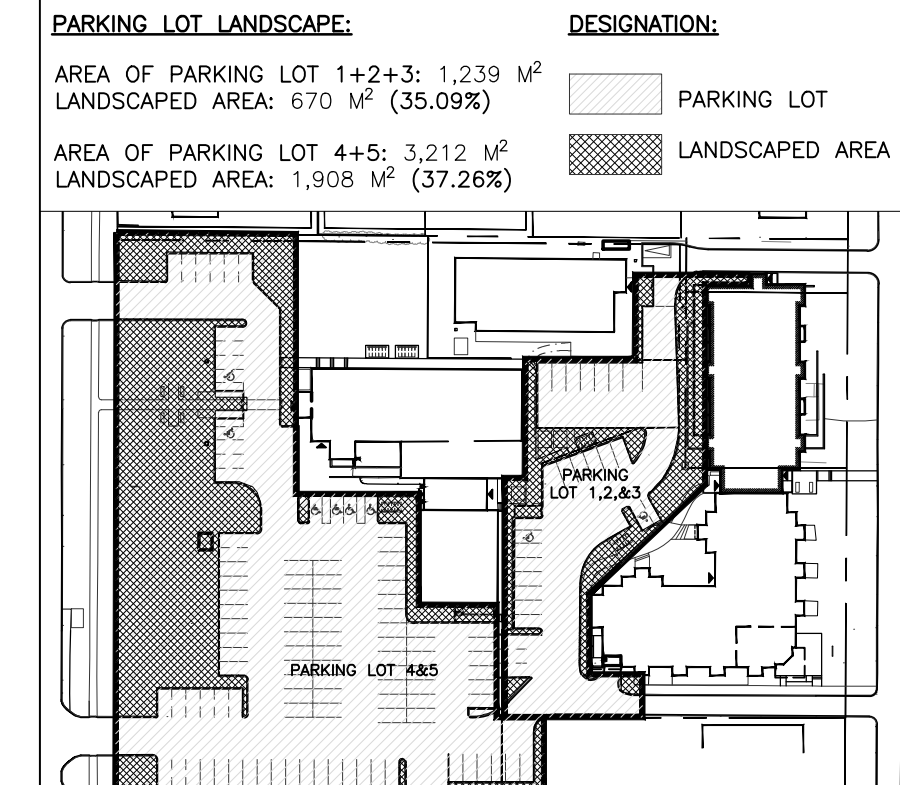 PARKING LOT LANDSCAPE:
AREA OF PARKING LOT 1+2+3: 1,239 M²
LANDSCAPED AREA: 670 M² (35.09%)
AREA OF PARKING LOT 4+5: 3,212 M²
LANDSCAPED AREA: 1,908 M² (37.26%)
DESIGNATION:
PARKING LOT
LANDSCAPED AREA
PARKING
LOT 1,2,&3
PARKING LOT 4&5